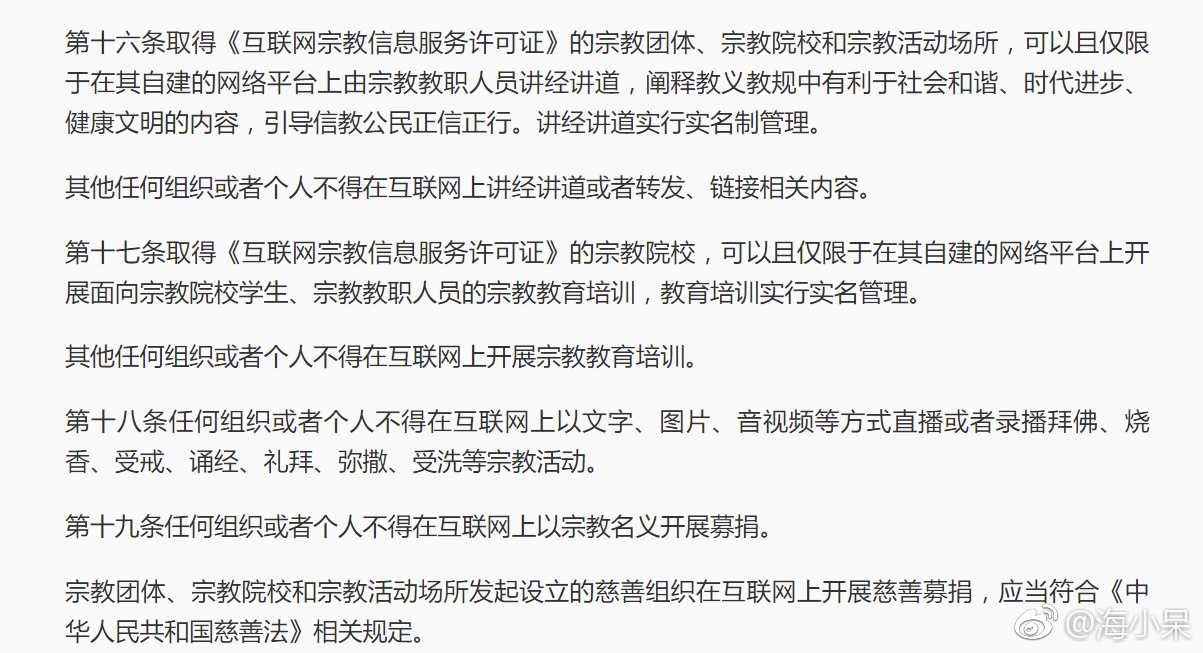 第十六条取得《互联网宗教信息服务许可证》的宗教团体、宗教院校和宗教活动场所，可以且仅限
于在其自建的网络平台上由宗教教职人员讲经讲道，阐释教义教规中有利于社会和谐、时代进步、
健康文明的内容，引导信教公民正信正行。讲经讲道实行实名制管理。
其他任何组织或者个人不得在互联网上讲经讲道或者转发、链接相关内容。
第十七条取得《互联网宗教信息服务许可证》的宗教院校，可以且仅限于在其自建的网络平台上开
展面向宗教院校学生、宗教教职人员的宗教教育培训，教育培训实行实名管理。
其他任何组织或者个人不得在互联网上开展宗教教育培训。
第十八条任何组织或者个人不得在互联网上以文字、图片、音视频等方式直播或者录播拜佛、烧
香、受戒、诵经、礼拜、弥撒、受洗等宗教活动。
第十九条任何组织或者个人不得在互联网上以宗教名义开展募捐。
宗教团体、宗教院校和宗教活动场所发起设立的慈善组织在互联网上开展慈善募捐，应当符合《中
华人民共和国慈善法》相关规定。
@海小呆